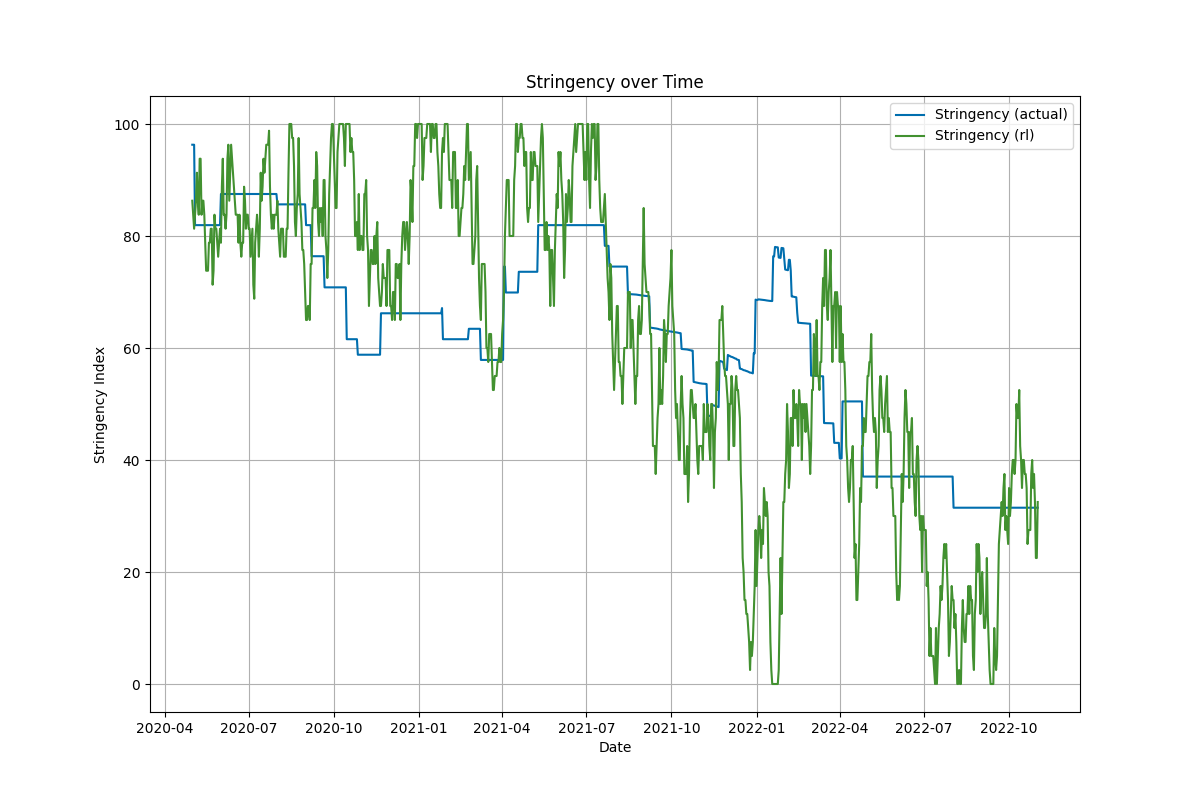 Stringency over Time
Stringency (actual)
Stringency (rl)
Stringency Index
100
80
60
40
20
0
2020-04 2020-07 2020-10 2021-01 2021-04 2021-07 2021-10 2022-01 2022-04 2022-07 2022-10
Date